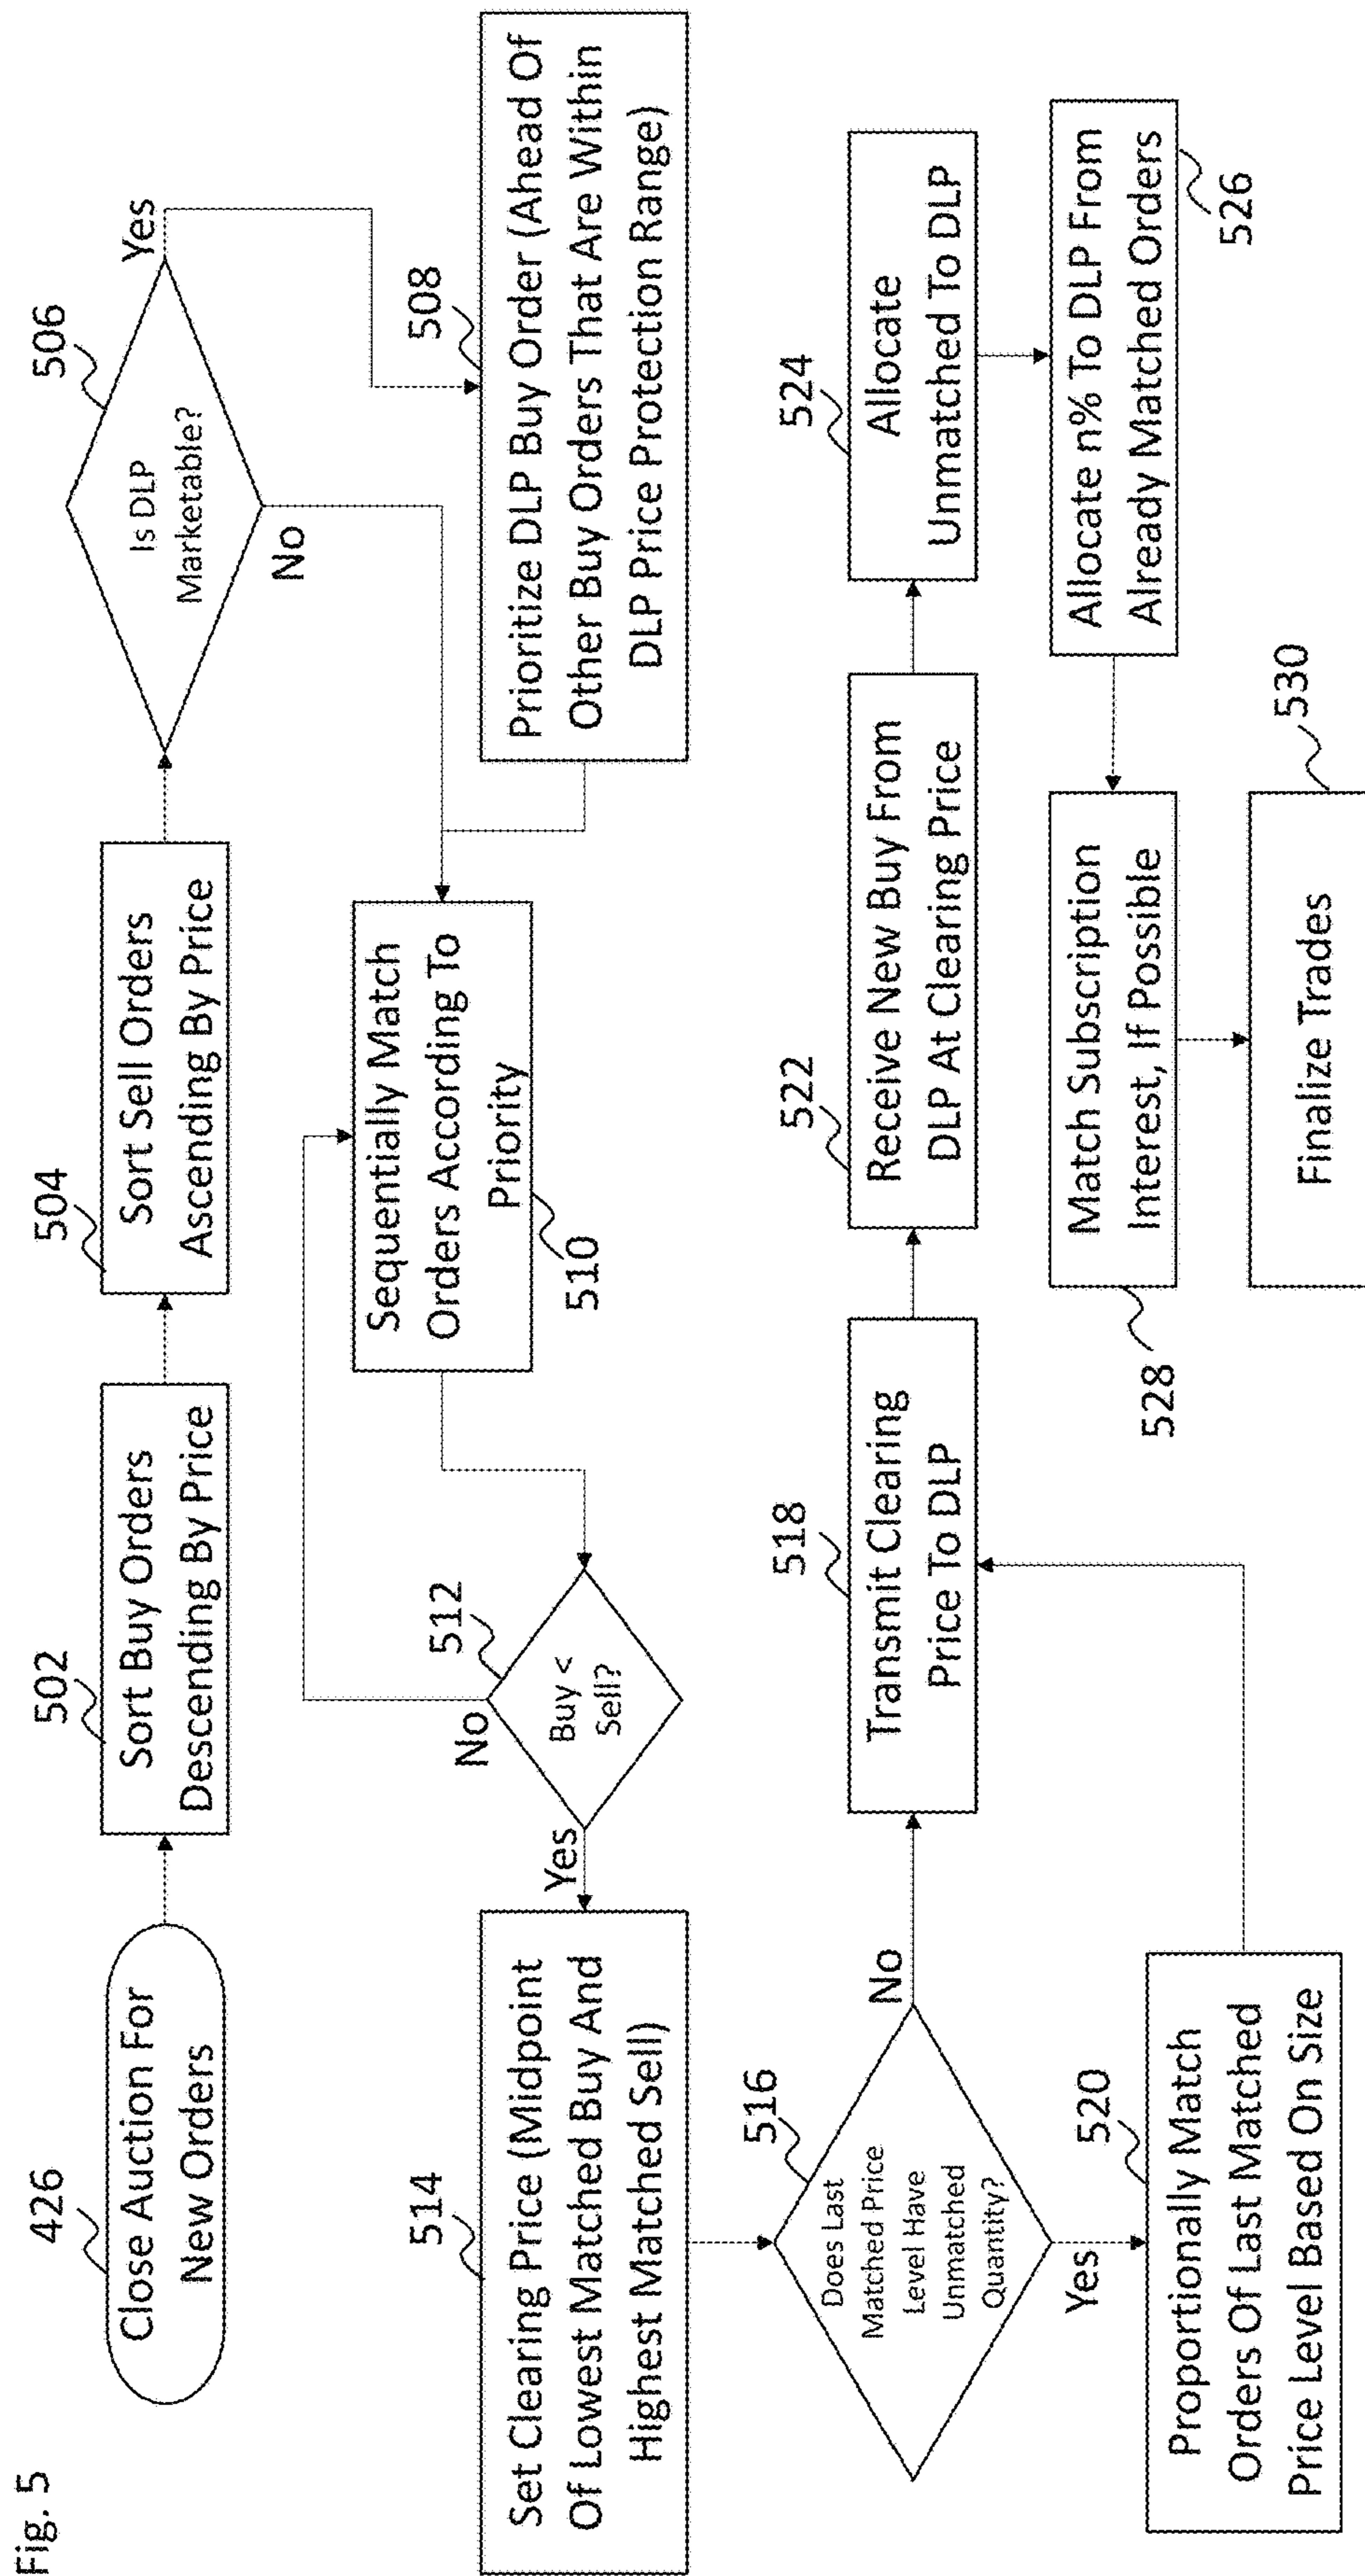 Fig. 5
426
Close Auction For
New Orders
502
Sort Buy Orders
Descending By Price
504
Sort Sell Orders
Ascending By Price
506
Is DLP
Marketable?
Yes
No
508
Prioritize DLP Buy Order (Ahead Of
Other Buy Orders That Are Within
DLP Price Protection Range)
Sequentially Match
Orders According To
Priority
510
512
Buy <
Sell?
No
Yes
514
Set Clearing Price (Midpoint
Of Lowest Matched Buy And
Highest Matched Sell)
516
Does Last
Matched Price
Level Have
Unmatched
Quantity?
No
Yes
518
Transmit Clearing
Price To DLP
520
Proportionally Match
Orders Of Last Matched
Price Level Based On Size
522
Receive New Buy From
DLP At Clearing Price
524
Allocate
Unmatched To DLP
Allocate n% To DLP From
Already Matched Orders
526
Match Subscription
Interest, If Possible
528
530
Finalize Trades